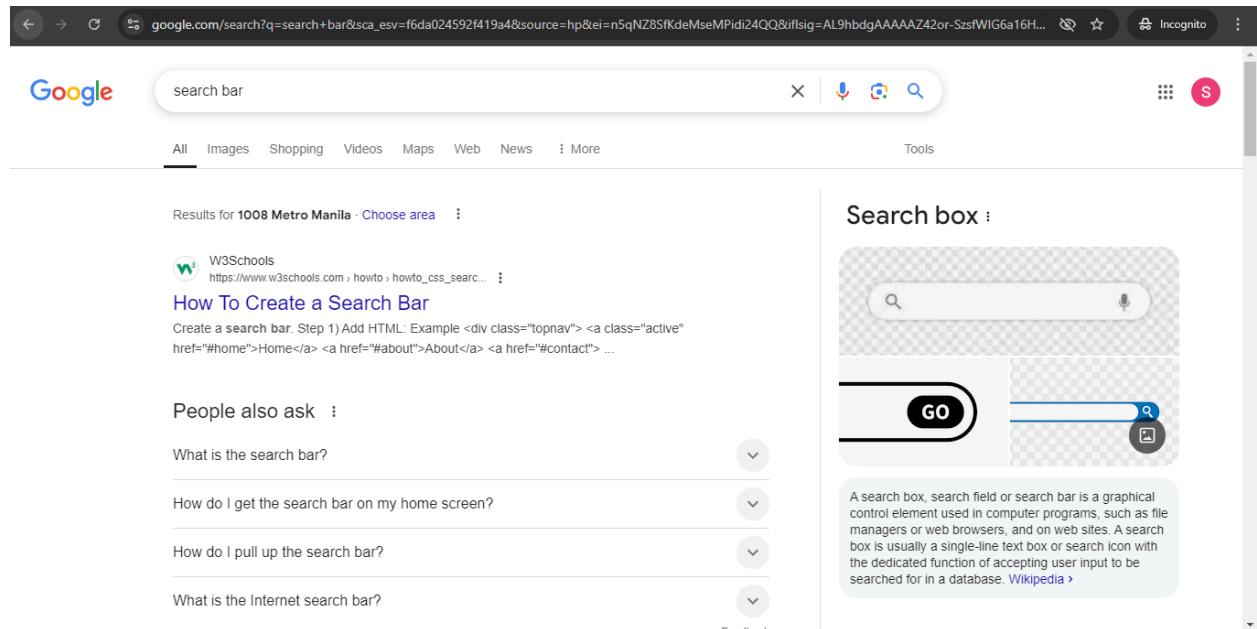 google.com/search?q=search+bar&sca_esv=f6da024592f419a4&source=hp&ei=n5qNZ8SfKdeMseMPidi24QQ&iflsig=AL9hbdgAAAAAZ42or-SzsfWIG6a16H...
Incognito
Google
search bar
S
All Images Shopping Videos Maps Web News More Tools
Results for 1008 Metro Manila · Choose area
W3Schools
https://www.w3schools.com › howto › howto_css_searc...
How To Create a Search Bar
Create a search bar. Step 1) Add HTML: Example <div class="topnav"> <a class="active"
href="#home">Home</a> <a href="#about">About</a> <a href="#contact"> ...
People also ask
What is the search bar?
How do I get the search bar on my home screen?
How do I pull up the search bar?
What is the Internet search bar?
Search box
GO
A search box, search field or search bar is a graphical
control element used in computer programs, such as file
managers or web browsers, and on web sites. A search
box is usually a single-line text box or search icon with
the dedicated function of accepting user input to be
searched for in a database. Wikipedia ›